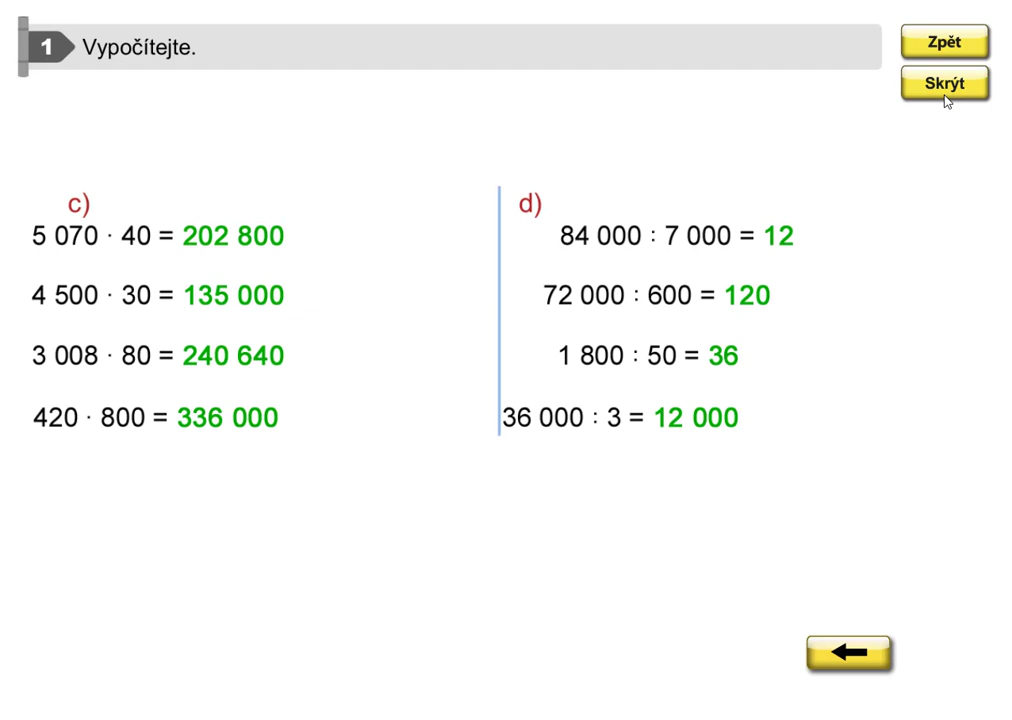 1 Vypočítejte.
Zpět
Skrýt
c)
5 070 · 40 = 202 800
4 500 · 30 = 135 000
3 008 · 80 = 240 640
420 · 800 = 336 000
d)
84 000 : 7 000 = 12
72 000 : 600 = 120
1 800 : 50 = 36
36 000 : 3 = 12 000